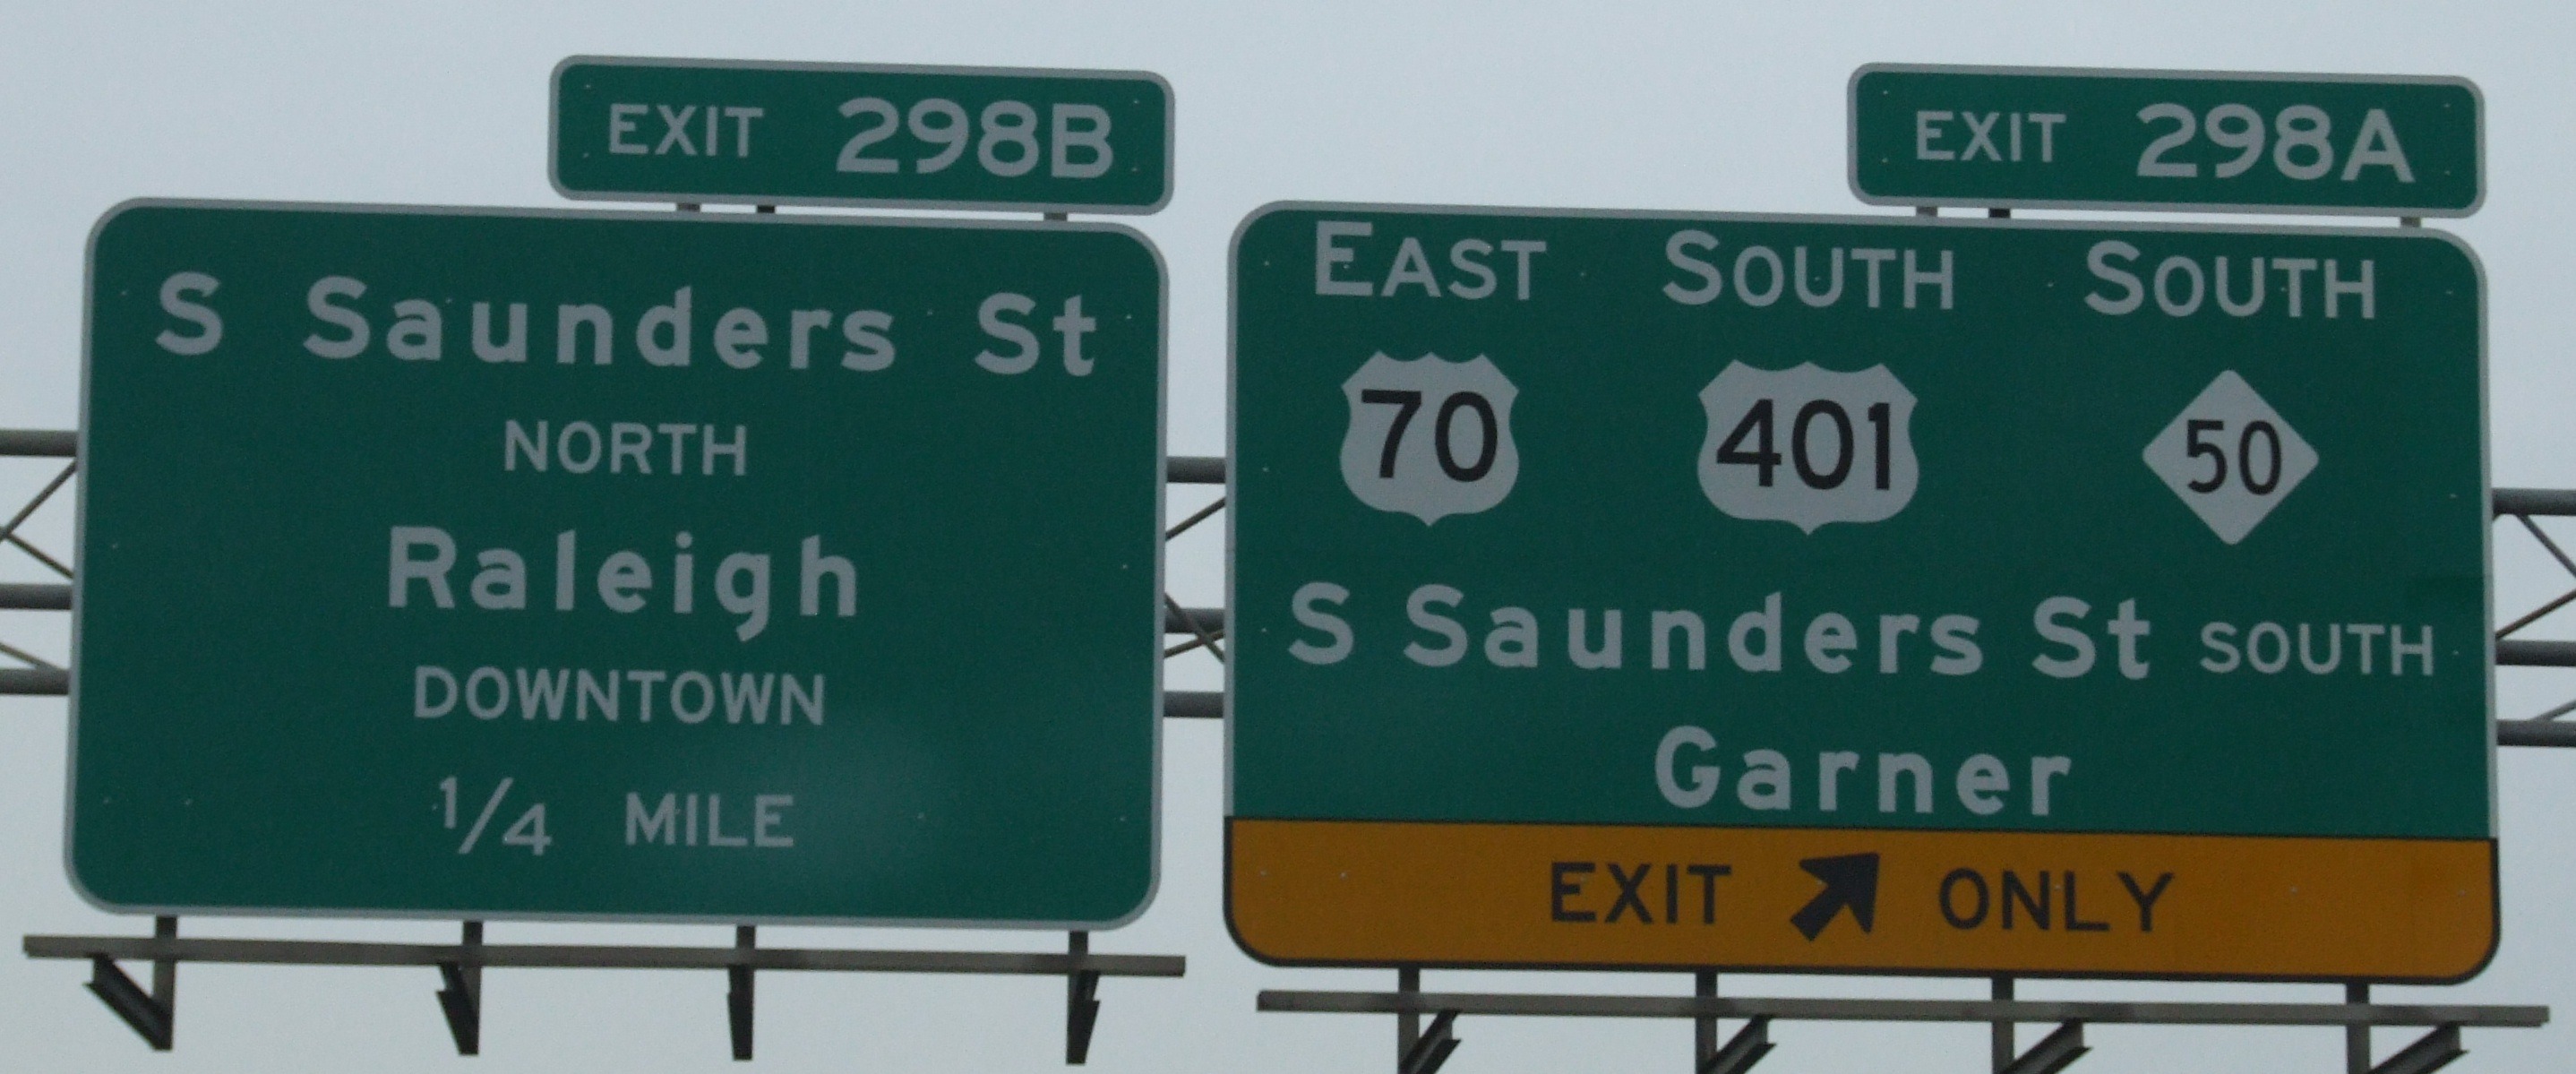 EXIT 298B
S Saunders St
NORTH
Raleigh
DOWNTOWN
1/4 MILE
EXIT 298A
EAST SOUTH SOUTH
70 401 50
S Saunders St SOUTH
Garner
EXIT ONLY